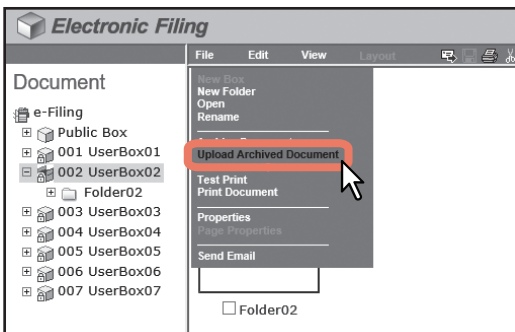 Electronic Filing
File Edit View Layout
Document
e-Filing
Public Box
001 UserBox01
002 UserBox02
Folder02
003 UserBox03
004 UserBox04
005 UserBox05
006 UserBox06
007 UserBox07
New Box
New Folder
Open
Rename
Upload Archived Document
Test Print
Print Document
Properties
Page Properties
Send Email
Folder02